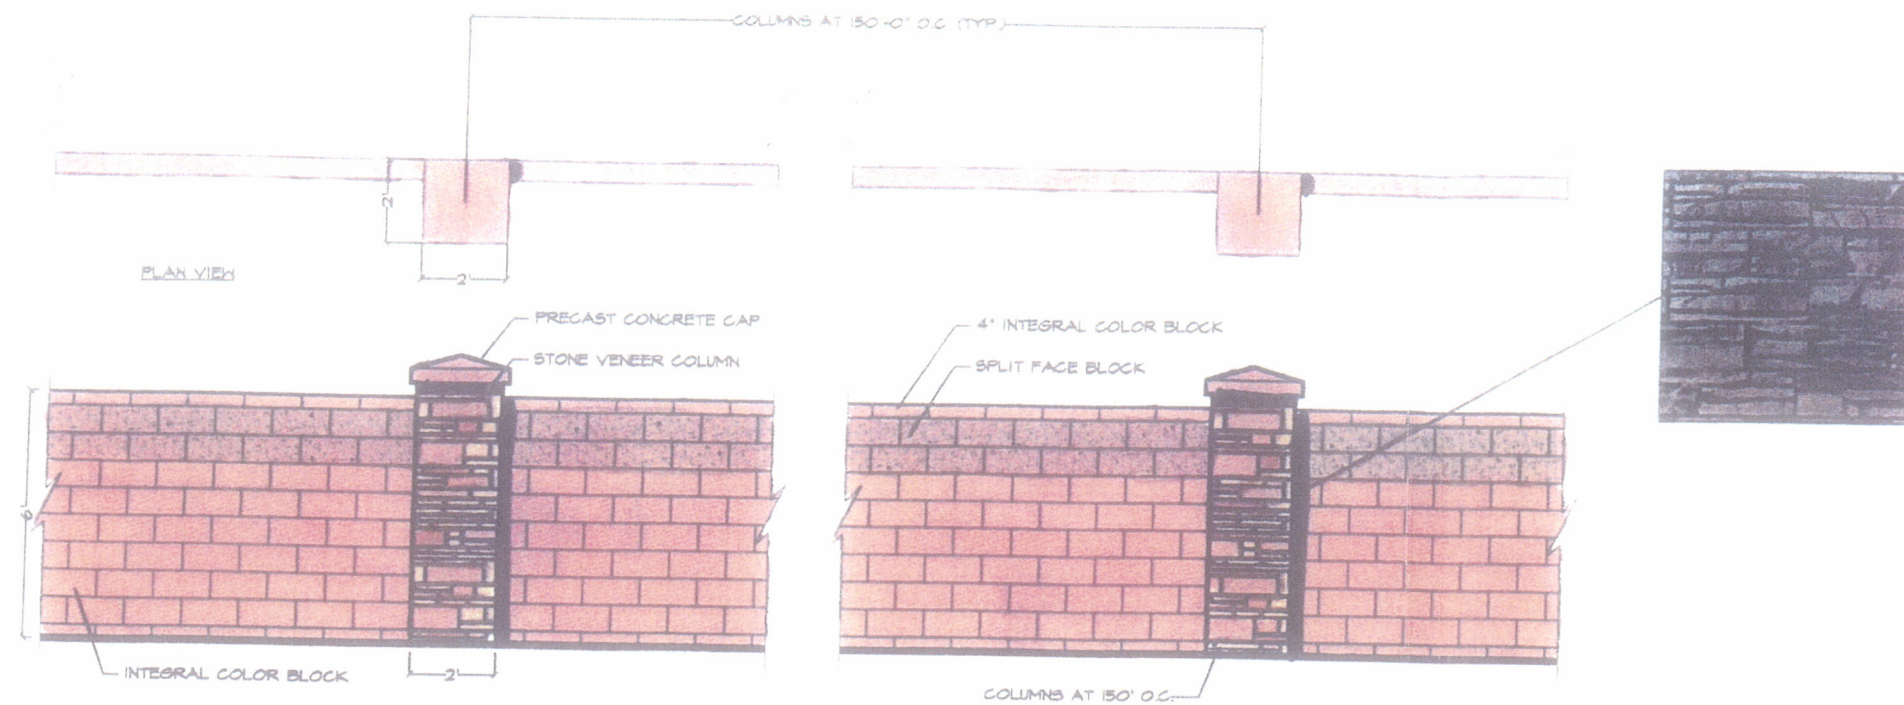 COLUMNS AT 150'-0" O.C. (TYP.)
2'
2'
PLAN VIEW
PRECAST CONCRETE CAP
STONE VENEER COLUMN
4" INTEGRAL COLOR BLOCK
SPLIT FACE BLOCK
6'
INTEGRAL COLOR BLOCK
2'
COLUMNS AT 150' O.C.